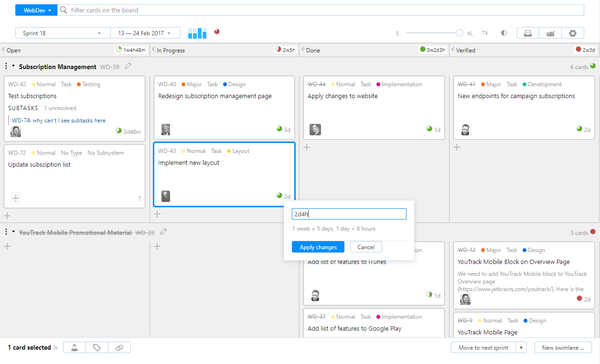 WebDev
Filter cards on the board
Sprint 18
13 — 24 Feb 2017
S
XL
TV
Open
1w4h48m
In Progress
2w5h
Done
3w2d3h
Verified
2w3d
Subscription Management WD-39
6 cards
WD-42 Normal Task Testing
Test subscriptions
SUBTASKS 1 unresolved
WD-74: why can't I see subtasks here
2d48m
WD-72 Normal No Type No Subsystem
Update subsciption list
?
WD-40 Major Task Design
Redesign subscription management page
3d
WD-43 Normal Task Layout
Implement new layout
2d
WD-44 Normal Task Implementation
Apply changes to website
1d
WD-41 Major Task Development
New endpoints for campaign subscriptions
2d
2d4h
1 week = 5 days, 1 day = 8 hours
Apply changes
Cancel
YouTrack Mobile Promotional Material WD-22
5 cards
Add list of features to iTunes
1d
WD-37 Normal Task Implementation
Add list of features to Google Play
WD-13 Major Task Design
YouTrack Mobile Block on Overview Page
We need to add YouTrack Mobile block to YouTrack
Overview page
(https://www.jetbrains.com/youtrack/). Here is the
2d
WD-9 Normal Task Design
YouTrack Mobile Page
1 card selected
Move to next sprint
New swimlane ...